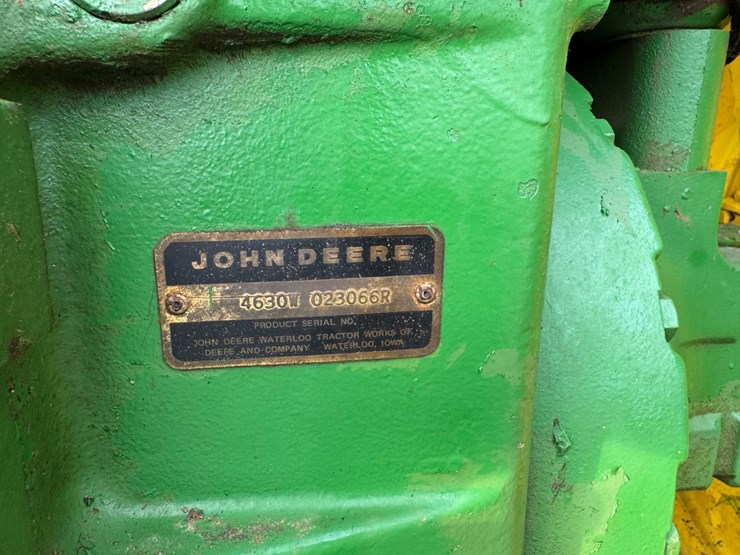 JOHN DEERE
4630W 023066R
PRODUCT SERIAL NO.
JOHN DEERE WATERLOO TRACTOR WORKS OF
DEERE AND COMPANY WATERLOO, IOWA